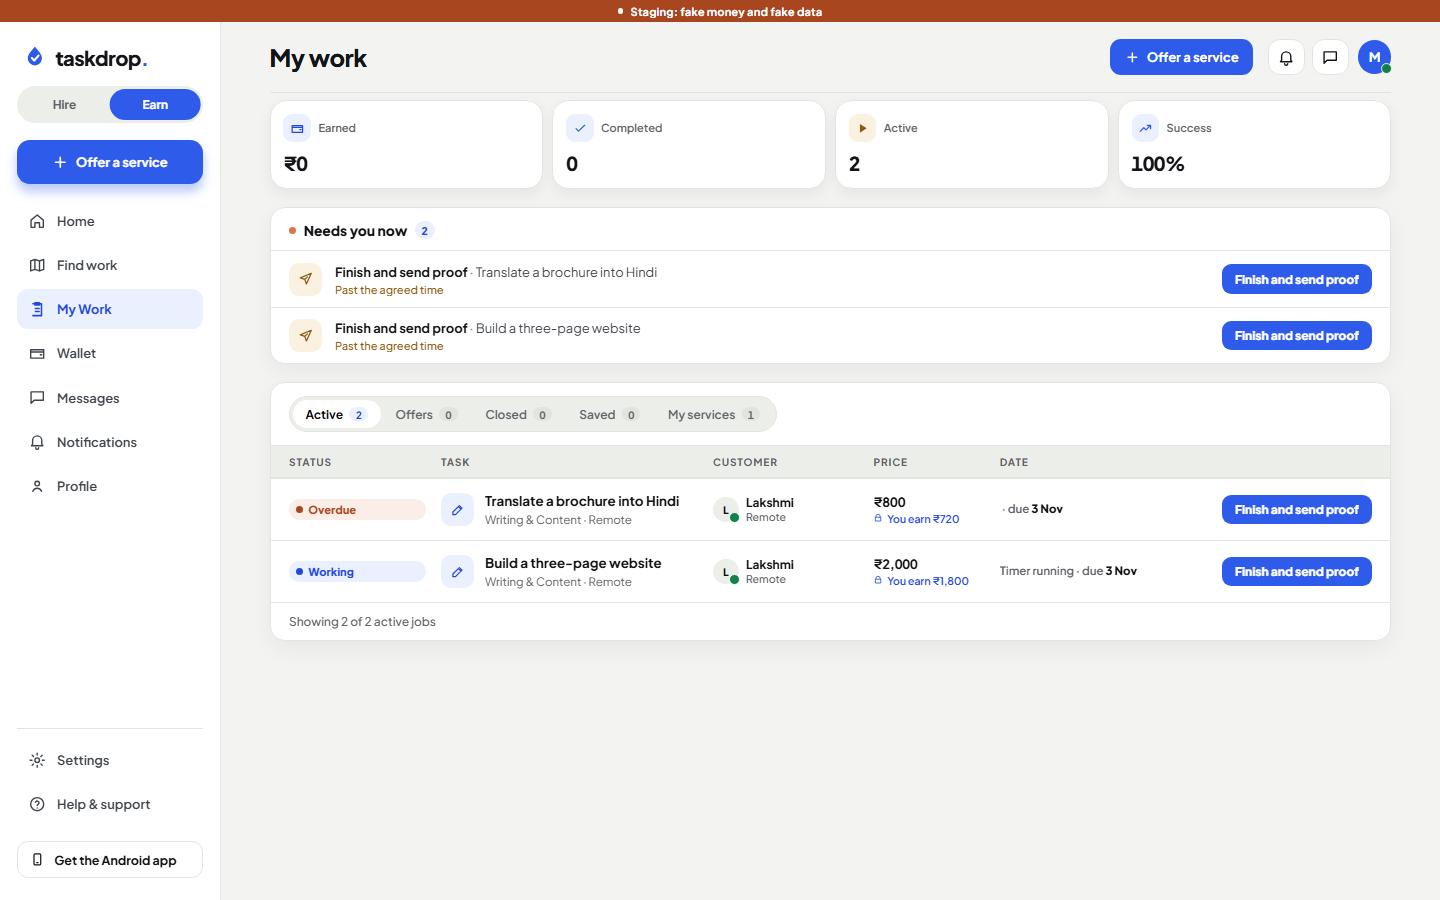 Staging: fake money and fake data
taskdrop.
Hire
Earn
Offer a service
Home
Find work
My Work
Wallet
Messages
Notifications
Profile
Settings
Help & support
Get the Android app
My work
Offer a service
M
Earned
₹0
Completed
0
Active
2
Success
100%
Needs you now 2
Finish and send proof · Translate a brochure into Hindi
Past the agreed time
Finish and send proof
Finish and send proof · Build a three-page website
Past the agreed time
Finish and send proof
Active 2
Offers 0
Closed 0
Saved 0
My services 1
STATUS TASK CUSTOMER PRICE DATE
Overdue
Translate a brochure into Hindi
Writing & Content · Remote
L
Lakshmi
Remote
₹800
You earn ₹720
· due 3 Nov
Finish and send proof
Working
Build a three-page website
Writing & Content · Remote
L
Lakshmi
Remote
₹2,000
You earn ₹1,800
Timer running · due 3 Nov
Finish and send proof
Showing 2 of 2 active jobs